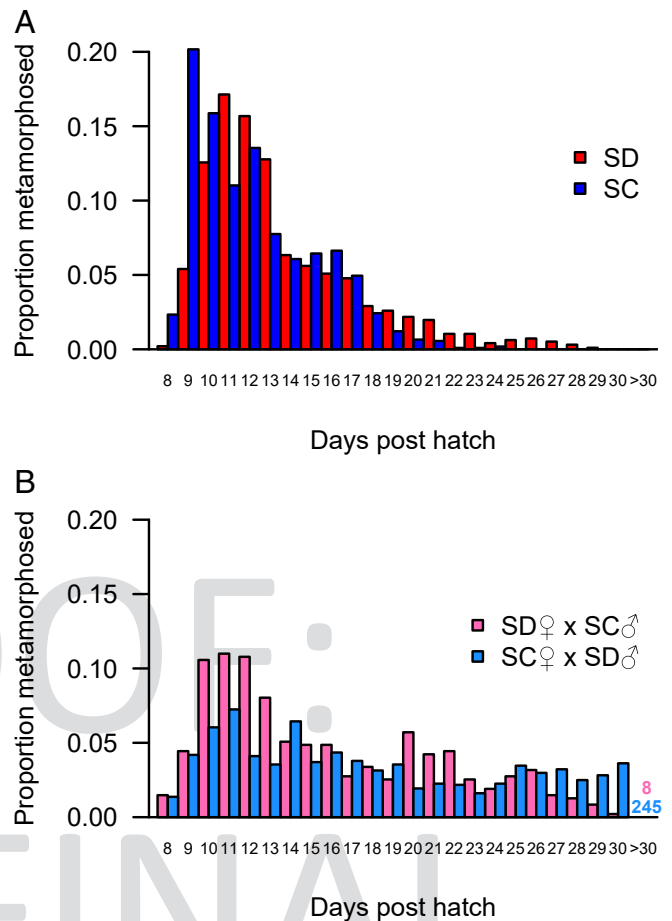 A
Proportion metamorphosed
0.20
0.15
0.10
0.05
0.00
SD
SC
8 9 10 11 12 13 14 15 16 17 18 19 20 21 22 23 24 25 26 27 28 29 30 >30
Days post hatch
B
Proportion metamorphosed
0.20
0.15
0.10
0.05
0.00
SD♀ x SC♂
SC♀ x SD♂
8
245
8 9 10 11 12 13 14 15 16 17 18 19 20 21 22 23 24 25 26 27 28 29 30 >30
Days post hatch
OOF:
FINAL